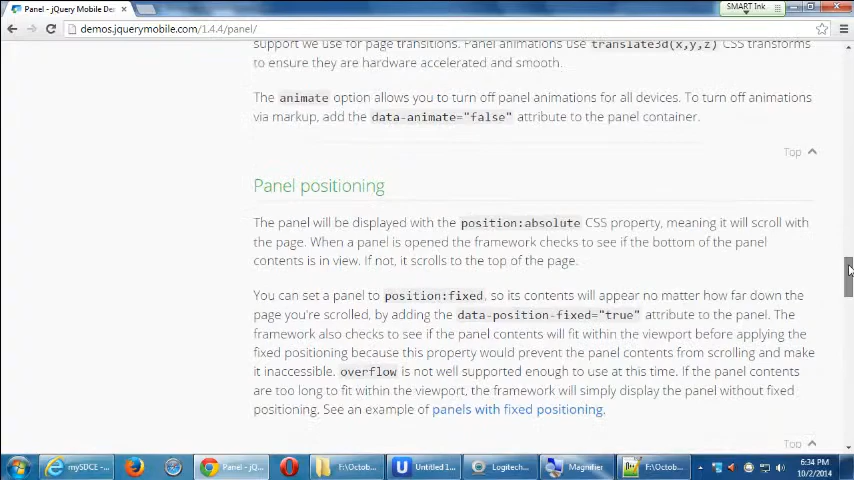 Panel - jQuery Mobile De
SMART Ink
demos.jquerymobile.com/1.4.4/panel/
support we use for page transitions. Panel animations use translate3d(x,y,z) CSS transforms
to ensure they are hardware accelerated and smooth.
The animate option allows you to turn off panel animations for all devices. To turn off animations
via markup, add the data-animate="false" attribute to the panel container.
Top
Panel positioning
The panel will be displayed with the position:absolute CSS property, meaning it will scroll with
the page. When a panel is opened the framework checks to see if the bottom of the panel
contents is in view. If not, it scrolls to the top of the page.
You can set a panel to position:fixed, so its contents will appear no matter how far down the
page you're scrolled, by adding the data-position-fixed="true" attribute to the panel. The
framework also checks to see if the panel contents will fit within the viewport before applying the
fixed positioning because this property would prevent the panel contents from scrolling and make
it inaccessible. overflow is not well supported enough to use at this time. If the panel contents
are too long to fit within the viewport, the framework will simply display the panel without fixed
positioning. See an example of panels with fixed positioning.
Top
mySDCE -...
Panel - jQ...
F:\Octob...
Untitled 1...
Logitech...
Magnifier
F:\Octob...
6:34 PM
10/2/2014